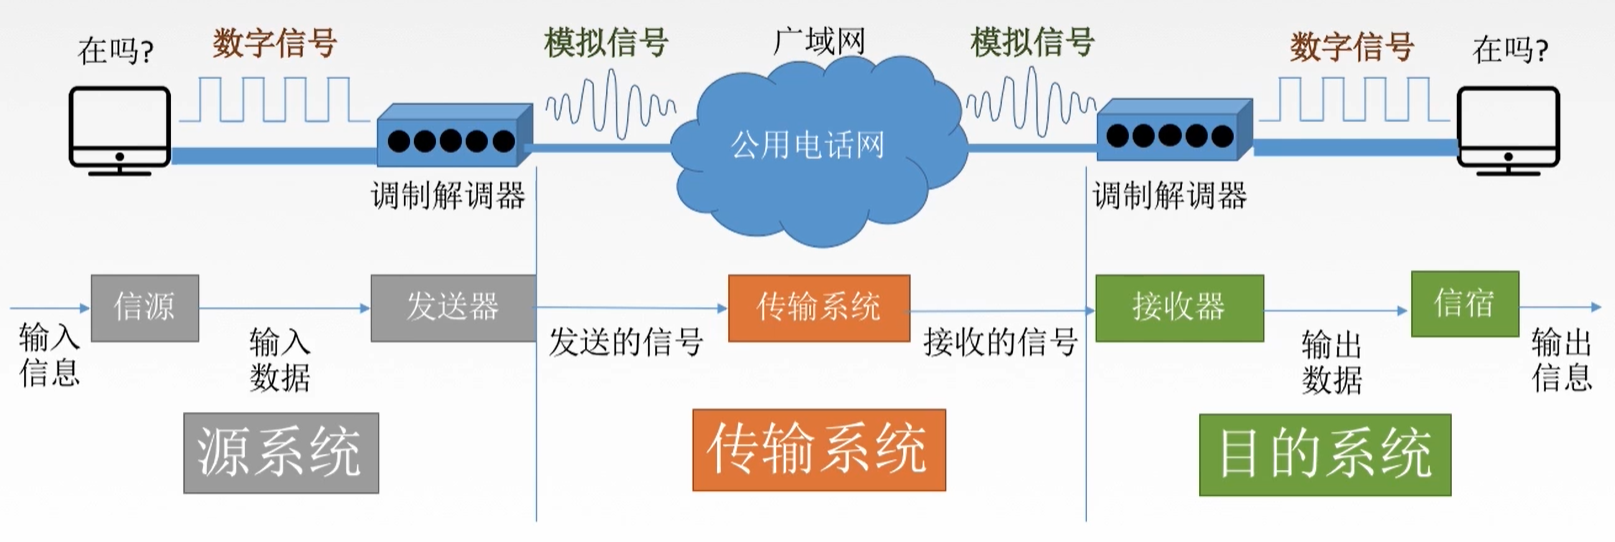 在吗?
数字信号
模拟信号
广域网
模拟信号
数字信号
在吗?
公用电话网
调制解调器
调制解调器
信源
发送器
传输系统
接收器
信宿
输入
信息
输入
数据
发送的信号
接收的信号
输出
数据
输出
信息
源系统
传输系统
目的系统